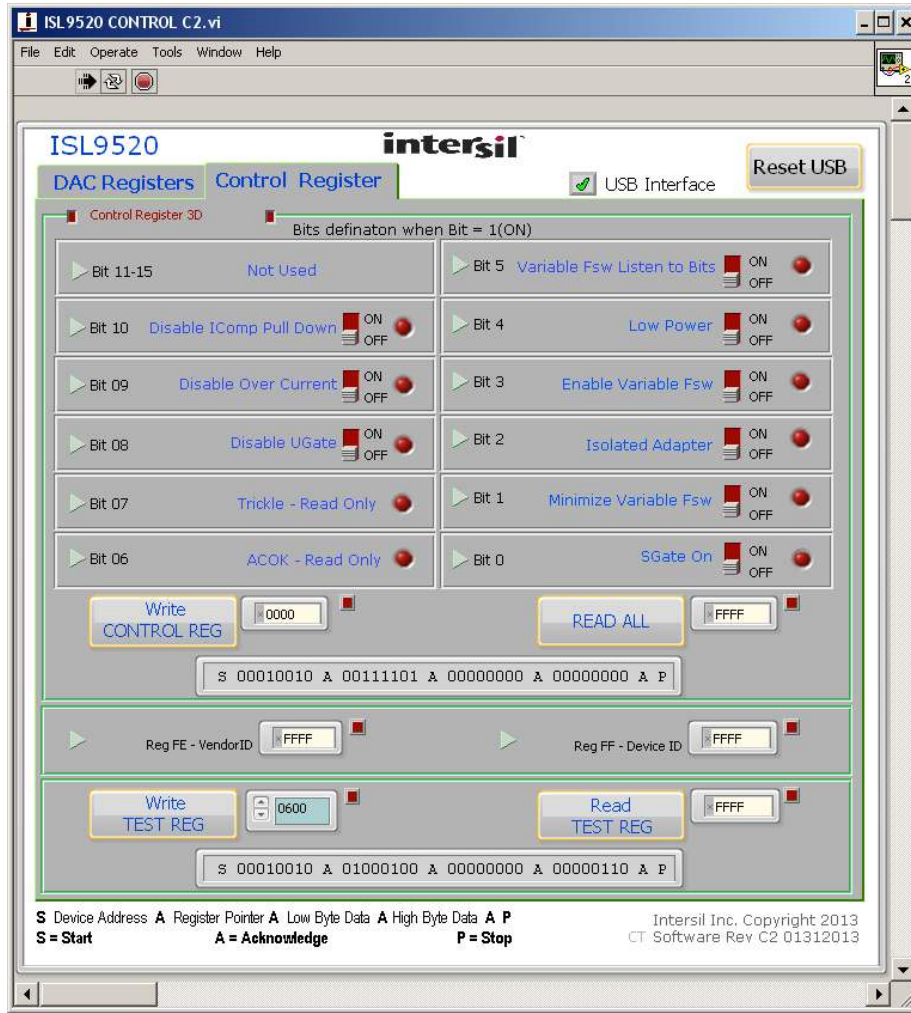 ISL9520 CONTROL C2.vi
File Edit Operate Tools Window Help
2
ISL9520
intersil
Reset USB
DAC Registers
Control Register
USB Interface
Control Register 3D
Bits definaton when Bit = 1(ON)
Bit 11-15 Not Used
Bit 5 Variable Fsw Listen to Bits ON OFF
Bit 10 Disable IComp Pull Down ON OFF
Bit 4 Low Power ON OFF
Bit 09 Disable Over Current ON OFF
Bit 3 Enable Variable Fsw ON OFF
Bit 08 Disable UGate ON OFF
Bit 2 Isolated Adapter ON OFF
Bit 07 Trickle - Read Only
Bit 1 Minimize Variable Fsw ON OFF
Bit 06 ACOK - Read Only
Bit 0 SGate On ON OFF
Write
CONTROL REG
×0000
READ ALL
×FFFF
S 00010010 A 00111101 A 00000000 A 00000000 A P
Reg FE - VendorID ×FFFF
Reg FF - Device ID ×FFFF
Write
TEST REG
0600
Read
TEST REG
×FFFF
S 00010010 A 01000100 A 00000000 A 00000110 A P
S Device Address A Register Pointer A Low Byte Data A High Byte Data A P
S = Start A = Acknowledge P = Stop
Intersil Inc. Copyright 2013
CT Software Rev C2 01312013